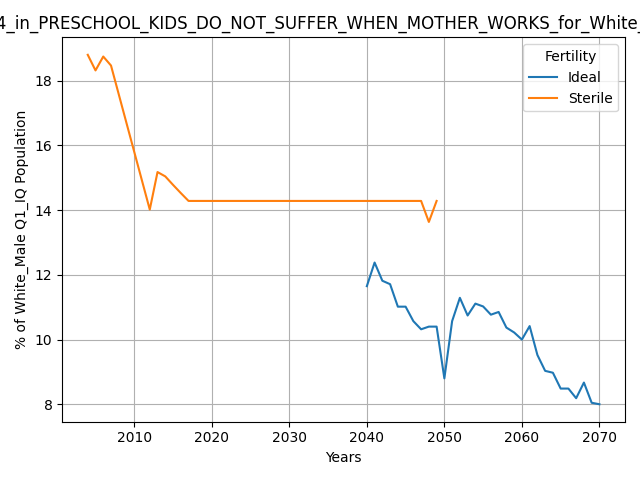 4_in_PRESCHOOL_KIDS_DO_NOT_SUFFER_WHEN_MOTHER_WORKS_for_White_
Fertility
Ideal
Sterile
% of White_Male Q1_IQ Population
18
16
14
12
10
8
2010 2020 2030 2040 2050 2060 2070
Years